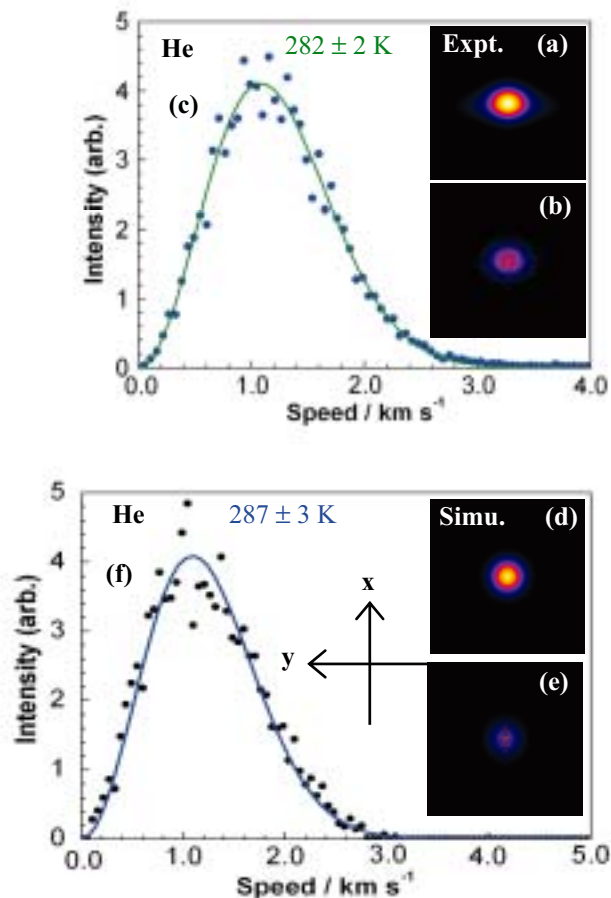 He 282 ± 2 K Expt. (a)
(b)
(c)
Intensity (arb.)
5
4
3
2
1
0
0.0 1.0 2.0 3.0 4.0
Speed / km s⁻¹
He 287 ± 3 K Simu. (d)
(e)
(f)
x
y
Intensity (arb.)
5
4
3
2
1
0
0.0 1.0 2.0 3.0 4.0 5.0
Speed / km s⁻¹